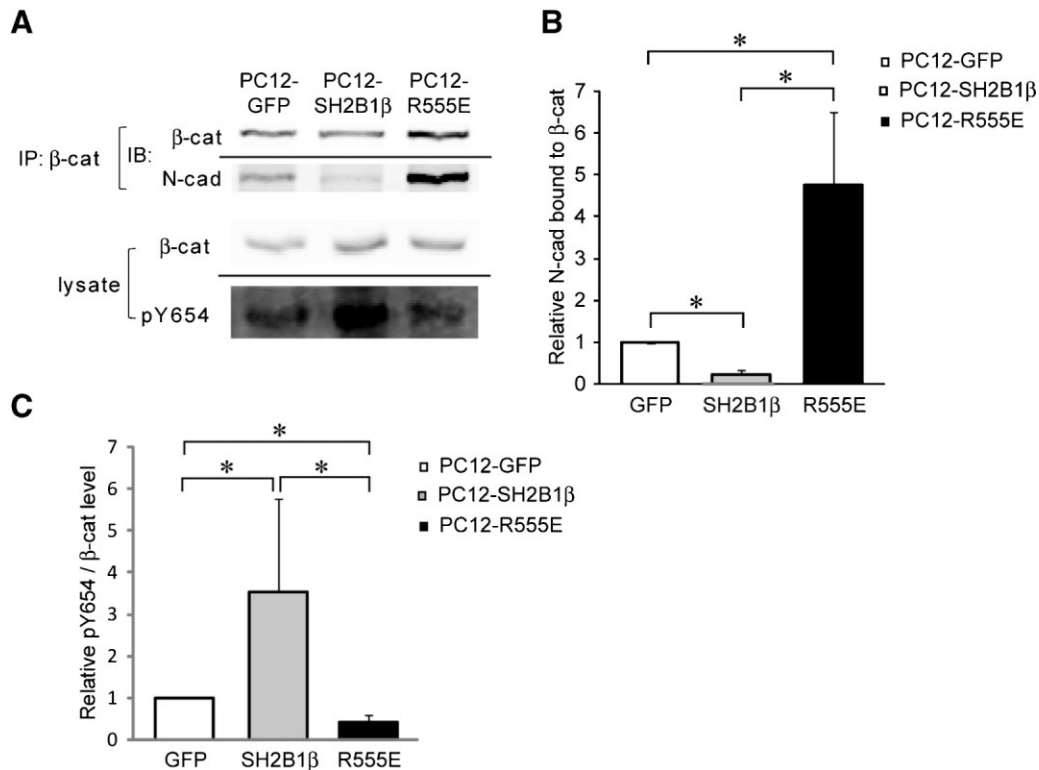 A
PC12-
GFP
PC12-
SH2B1β
PC12-
R555E
IP: β-cat
IB:
β-cat
N-cad
lysate
β-cat
pY654
B
Relative N-cad bound to β-cat
7
6
5
4
3
2
1
0
*
*
*
GFP
SH2B1β
R555E
PC12-GFP
PC12-SH2B1β
PC12-R555E
C
Relative pY654 / β-cat level
7
6
5
4
3
2
1
0
*
*
*
GFP
SH2B1β
R555E
PC12-GFP
PC12-SH2B1β
PC12-R555E